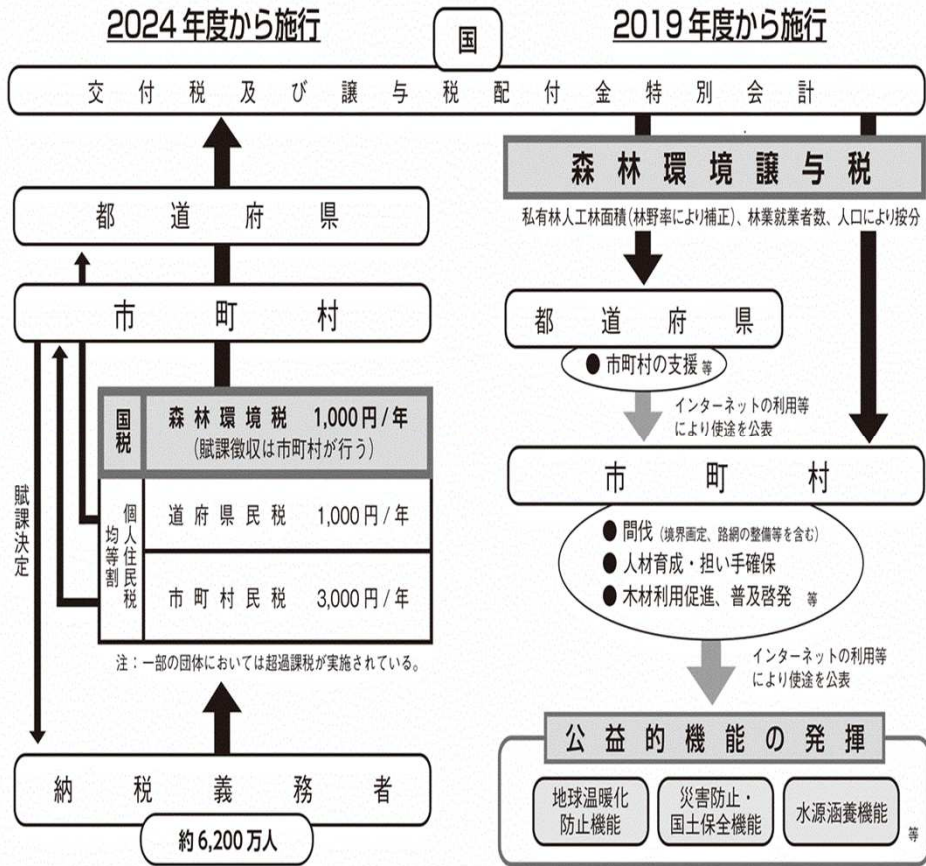 2024年度から施行
国
2019年度から施行
交付税及び譲与税配付金特別会計
都道府県
市町村
国税
森林環境税 1,000円/年
(賦課徴収は市町村が行う)
個人住民税
均等割
道府県民税 1,000円/年
市町村民税 3,000円/年
賦課決定
注：一部の団体においては超過課税が実施されている。
納税義務者
約6,200万人
森林環境譲与税
私有林人工林面積(林野率により補正)、林業就業者数、人口により按分
都道府県
●市町村の支援 等
インターネットの利用等
により使途を公表
市町村
●間伐(境界画定、路網の整備等を含む)
●人材育成・担い手確保
●木材利用促進、普及啓発 等
インターネットの利用等
により使途を公表
公益的機能の発揮
地球温暖化
防止機能
災害防止・
国土保全機能
水源涵養機能
等